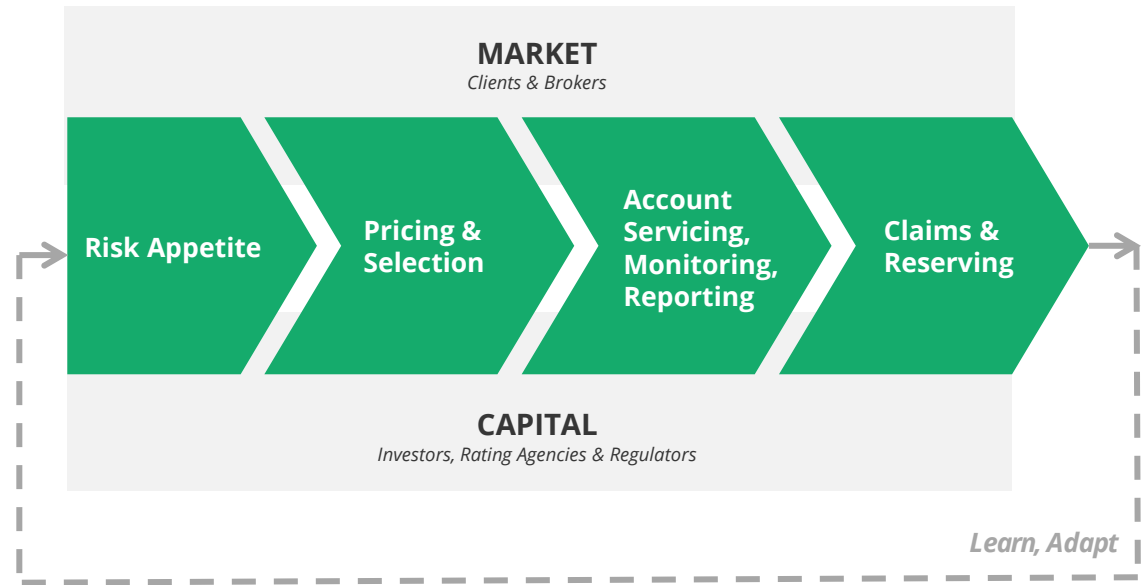 MARKET
Clients & Brokers
Risk Appetite
Pricing &
Selection
Account
Servicing,
Monitoring,
Reporting
Claims &
Reserving
CAPITAL
Investors, Rating Agencies & Regulators
Learn, Adapt